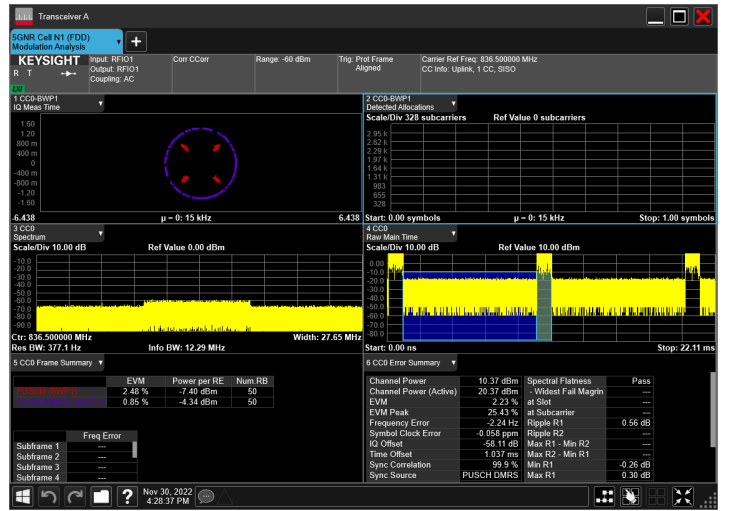 Transceiver A
5GNR Cell N1 (FDD)
Modulation Analysis
KEYSIGHT
R T
LXI
Input: RFIO1
Output: RFIO1
Coupling: AC
Corr CCorr
Range: -60 dBm
Trig: Prot Frame
Aligned
Carrier Ref Freq: 836.500000 MHz
CC Info: Uplink, 1 CC, SISO
1 CC0-BWP1
IQ Meas Time
1.60
1.20
800 m
400 m
0
-400 m
-800 m
-1.20
-1.60
-6.438 μ = 0: 15 kHz 6.438
2 CC0-BWP1
Detected Allocations
Scale/Div 328 subcarriers Ref Value 0 subcarriers
2.95 k
2.62 k
2.29 k
1.97 k
1.64 k
1.31 k
983
655
328
Start: 0.00 symbols μ = 0: 15 kHz Stop: 1.00 symbols
3 CC0
Spectrum
Scale/Div 10.00 dB Ref Value 0.00 dBm
-10.0
-20.0
-30.0
-40.0
-50.0
-60.0
-70.0
-80.0
-90.0
Ctr: 836.500000 MHz Width: 27.65 MHz
Res BW: 377.1 Hz Info BW: 12.29 MHz
4 CC0
Raw Main Time
Scale/Div 10.00 dB Ref Value 10.00 dBm
0.00
-10.0
-20.0
-30.0
-40.0
-50.0
-60.0
-70.0
-80.0
Start: 0.00 ns Stop: 22.11 ms
5 CC0 Frame Summary
EVM Power per RE Num.RB
PUSCH (BWP1) 2.48 % -7.40 dBm 50
0.85 % -4.34 dBm 50
Freq Error
Subframe 1 ---
Subframe 2 ---
Subframe 3 ---
Subframe 4 ---
6 CC0 Error Summary
Channel Power 10.37 dBm Spectral Flatness Pass
Channel Power (Active) 20.37 dBm - Widest Fail Magrin ---
EVM 2.23 % at Slot ---
EVM Peak 25.43 % at Subcarrier ---
Frequency Error -2.24 Hz Ripple R1 0.56 dB
Symbol Clock Error -0.058 ppm Ripple R2 ---
IQ Offset -58.11 dB Max R1 - Min R2 ---
Time Offset 1.037 ms Max R2 - Min R1 ---
Sync Correlation 99.9 % Min R1 -0.26 dB
Sync Source PUSCH DMRS Max R1 0.30 dB
Nov 30, 2022
4:28:37 PM